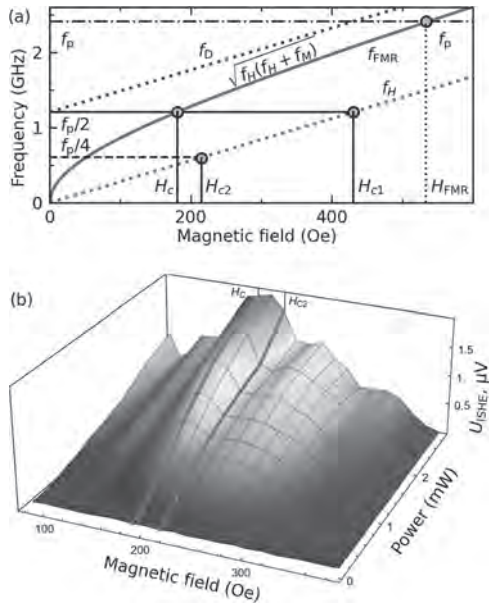 (a)
f_p
f_D
√f_H(f_H + f_M)
f_FMR
f_p
f_H
f_p/2
f_p/4
H_c
H_c2
H_c1
H_FMR
2
1
0
Frequency (GHz)
0
200
400
Magnetic field (Oe)
(b)
H_C
H_C2
1.5
1.0
0.5
U_ISHE, μV
2
1
0
Power (mW)
100
200
300
Magnetic field (Oe)